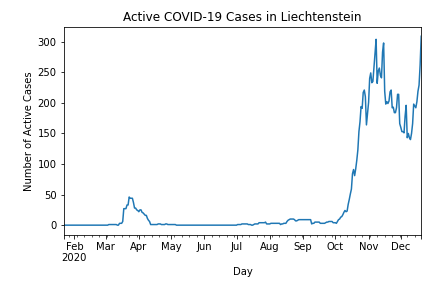 Active COVID-19 Cases in Liechtenstein
Number of Active Cases
300
250
200
150
100
50
0
Feb Mar Apr May Jun Jul Aug Sep Oct Nov Dec
2020
Day